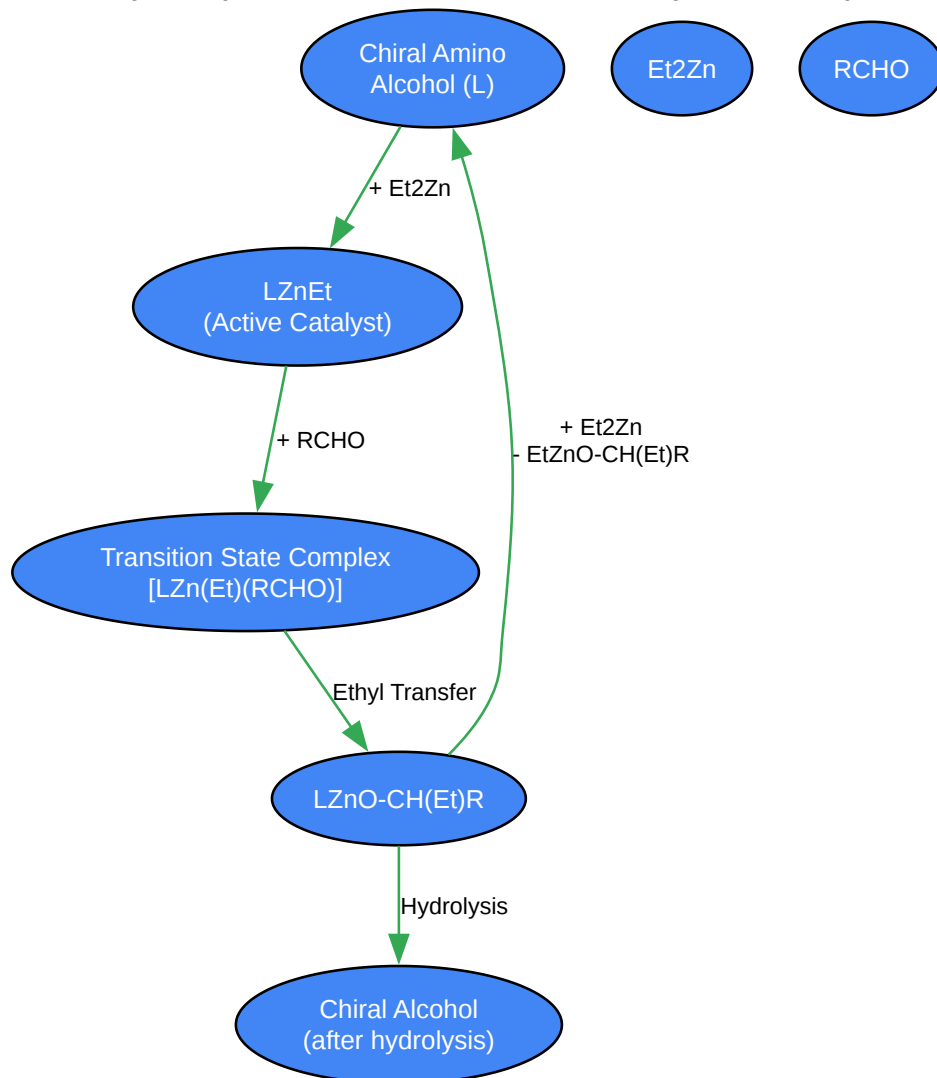 Chiral Amino
Alcohol (L)
Et2Zn
RCHO
+ Et2Zn
LZnEt
(Active Catalyst)
+ RCHO
+ Et2Zn
- EtZnO-CH(Et)R
Transition State Complex
[LZn(Et)(RCHO)]
Ethyl Transfer
LZnO-CH(Et)R
Hydrolysis
Chiral Alcohol
(after hydrolysis)